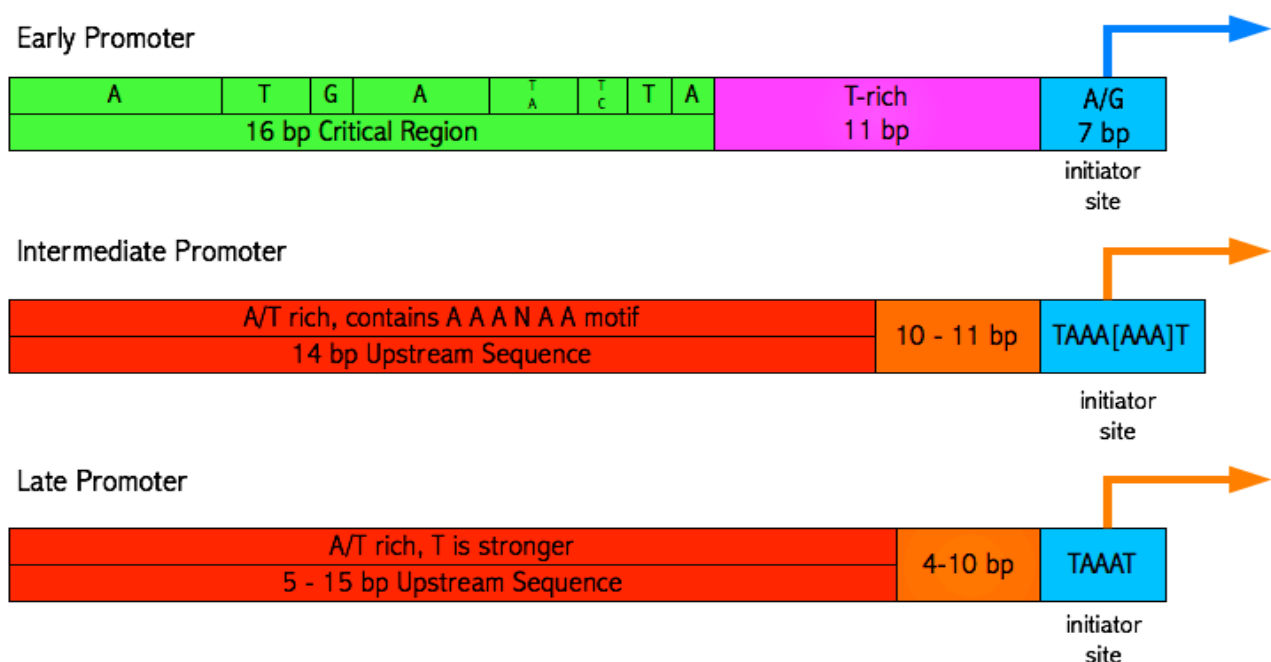 Early Promoter
A T G A T A T C T A
16 bp Critical Region
T-rich
11 bp
A/G
7 bp
initiator
site
Intermediate Promoter
A/T rich, contains A A A N A A motif
14 bp Upstream Sequence
10 - 11 bp
TAAA[AAA]T
initiator
site
Late Promoter
A/T rich, T is stronger
5 - 15 bp Upstream Sequence
4-10 bp
TAAAT
initiator
site